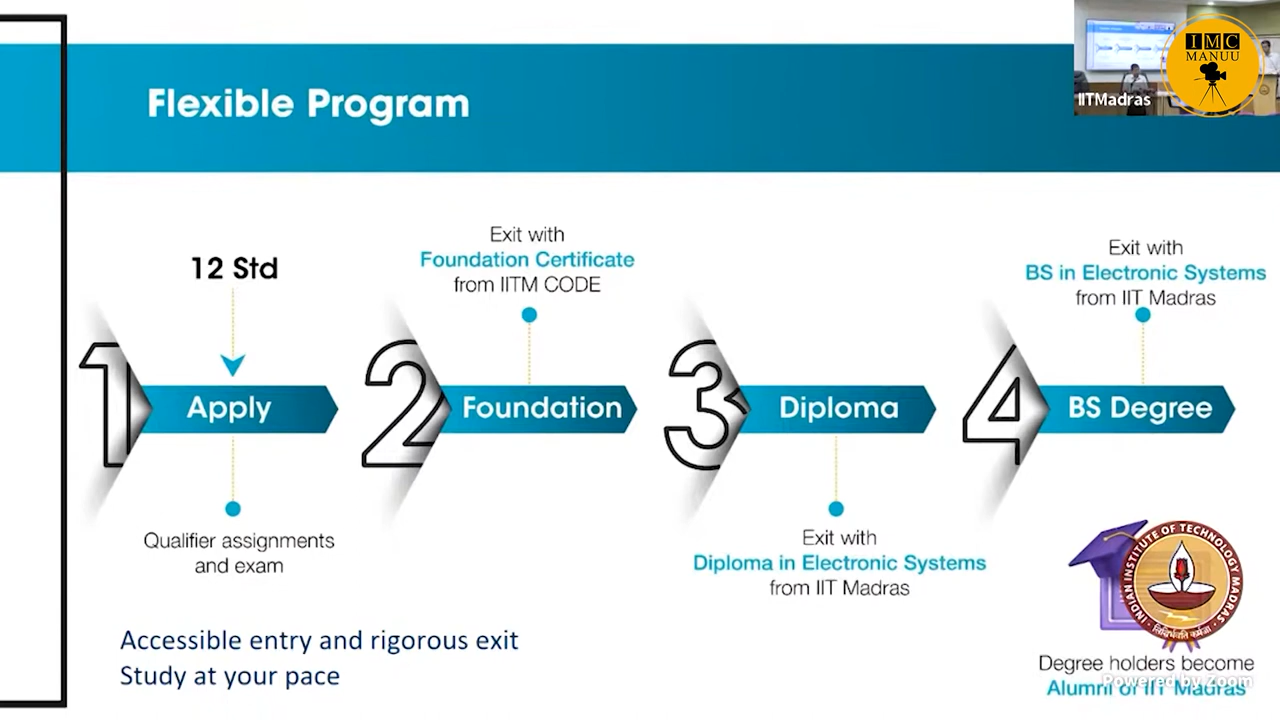 Flexible Program
IMC
MANUU
IITMadras
12 Std
Exit with
Foundation Certificate
from IITM CODE
Exit with
BS in Electronic Systems
from IIT Madras
1
Apply
2
Foundation
3
Diploma
4
BS Degree
Qualifier assignments
and exam
Exit with
Diploma in Electronic Systems
from IIT Madras
INDIAN INSTITUTE OF TECHNOLOGY MADRAS
सिद्धिर्भवति कर्मजा
Accessible entry and rigorous exit
Study at your pace
Degree holders become
Alumni of IIT Madras
Powered by Zoom